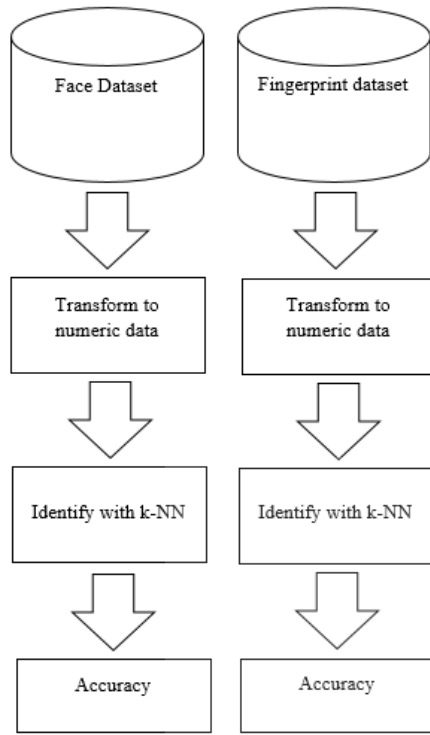 Face Dataset
Transform to
numeric data
Identify with k-NN
Accuracy
Fingerprint dataset
Transform to
numeric data
Identify with k-NN
Accuracy